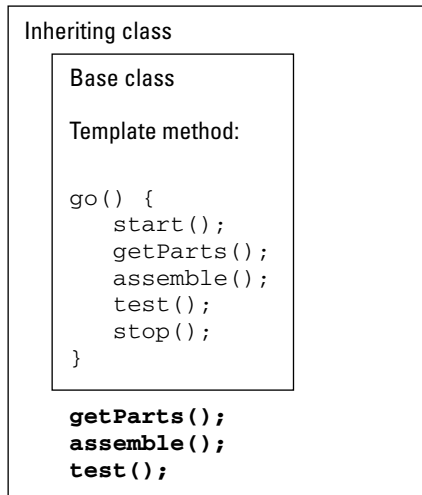 Inheriting class
Base class
Template method:
go() {
start();
getParts();
assemble();
test();
stop();
}
getParts();
assemble();
test();